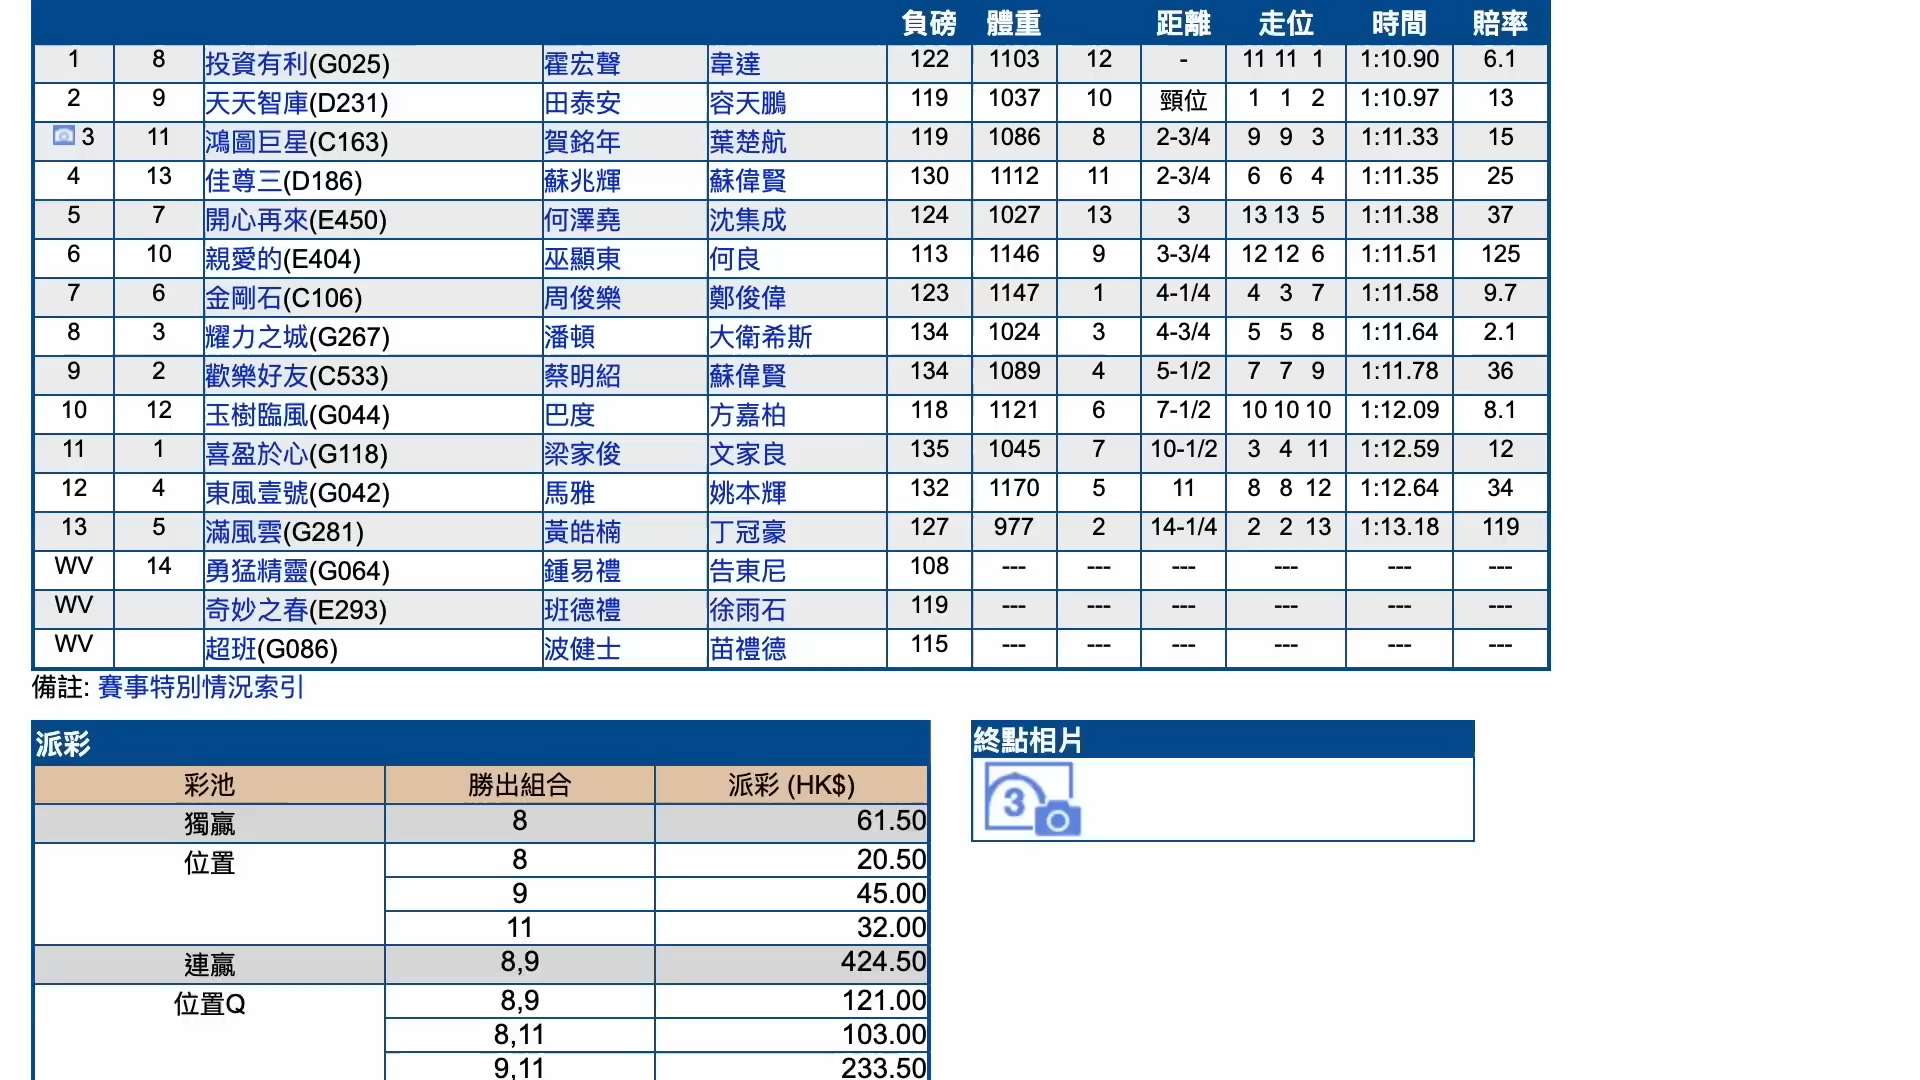 負磅 體重 距離 走位 時間 賠率
1 8 投資有利(G025) 霍宏聲 韋達 122 1103 12 - 11 11 1 1:10.90 6.1
2 9 天天智庫(D231) 田泰安 容天鵬 119 1037 10 頸位 1 1 2 1:10.97 13
3 11 鴻圖巨星(C163) 賀銘年 葉楚航 119 1086 8 2-3/4 9 9 3 1:11.33 15
4 13 佳尊三(D186) 蘇兆輝 蘇偉賢 130 1112 11 2-3/4 6 6 4 1:11.35 25
5 7 開心再來(E450) 何澤堯 沈集成 124 1027 13 3 13 13 5 1:11.38 37
6 10 親愛的(E404) 巫顯東 何良 113 1146 9 3-3/4 12 12 6 1:11.51 125
7 6 金剛石(C106) 周俊樂 鄭俊偉 123 1147 1 4-1/4 4 3 7 1:11.58 9.7
8 3 耀力之城(G267) 潘頓 大衛希斯 134 1024 3 4-3/4 5 5 8 1:11.64 2.1
9 2 歡樂好友(C533) 蔡明紹 蘇偉賢 134 1089 4 5-1/2 7 7 9 1:11.78 36
10 12 玉樹臨風(G044) 巴度 方嘉柏 118 1121 6 7-1/2 10 10 10 1:12.09 8.1
11 1 喜盈於心(G118) 梁家俊 文家良 135 1045 7 10-1/2 3 4 11 1:12.59 12
12 4 東風壹號(G042) 馬雅 姚本輝 132 1170 5 11 8 8 12 1:12.64 34
13 5 滿風雲(G281) 黃皓楠 丁冠豪 127 977 2 14-1/4 2 2 13 1:13.18 119
WV 14 勇猛精靈(G064) 鍾易禮 告東尼 108 --- --- --- --- --- ---
WV 奇妙之春(E293) 班德禮 徐雨石 119 --- --- --- --- --- ---
WV 超班(G086) 波健士 苗禮德 115 --- --- --- --- --- ---
備註: 賽事特別情況索引
派彩
彩池 勝出組合 派彩 (HK$)
獨贏 8 61.50
位置 8 20.50
9 45.00
11 32.00
連贏 8,9 424.50
位置Q 8,9 121.00
8,11 103.00
9,11 233.50
終點相片
3